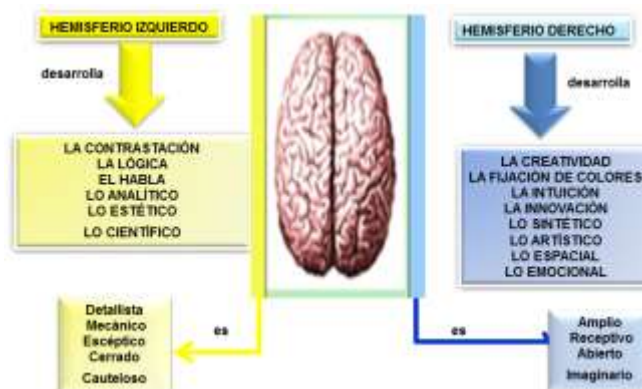 HEMISFERIO IZQUIERDO
desarrolla
LA CONTRASTACIÓN
LA LÓGICA
EL HABLA
LO ANALÍTICO
LO ESTÉTICO
LO CIENTÍFICO
Detallista
Mecánico
Escéptico
Cerrado
Cauteloso
es
HEMISFERIO DERECHO
desarrolla
LA CREATIVIDAD
LA FIJACIÓN DE COLORES
LA INTUICIÓN
LA INNOVACIÓN
LO SINTÉTICO
LO ARTÍSTICO
LO ESPACIAL
LO EMOCIONAL
es
Amplio
Receptivo
Abierto
Imaginario